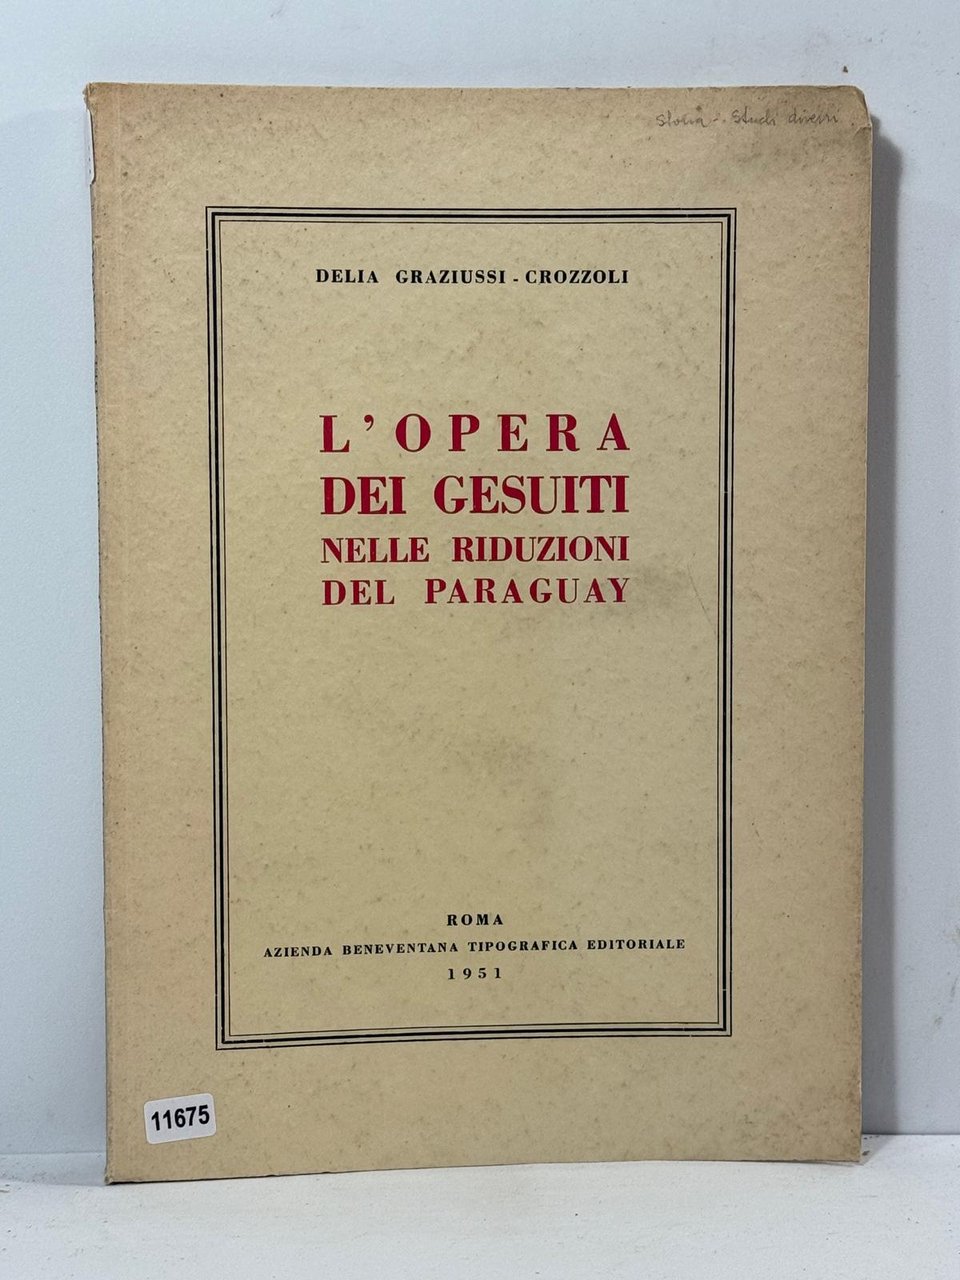 Storia - Studi diversi
DELIA GRAZIUSSI - CROZZOLI
L'OPERA
DEI GESUITI
NELLE RIDUZIONI
DEL PARAGUAY
ROMA
AZIENDA BENEVENTANA TIPOGRAFICA EDITORIALE
1951
11675